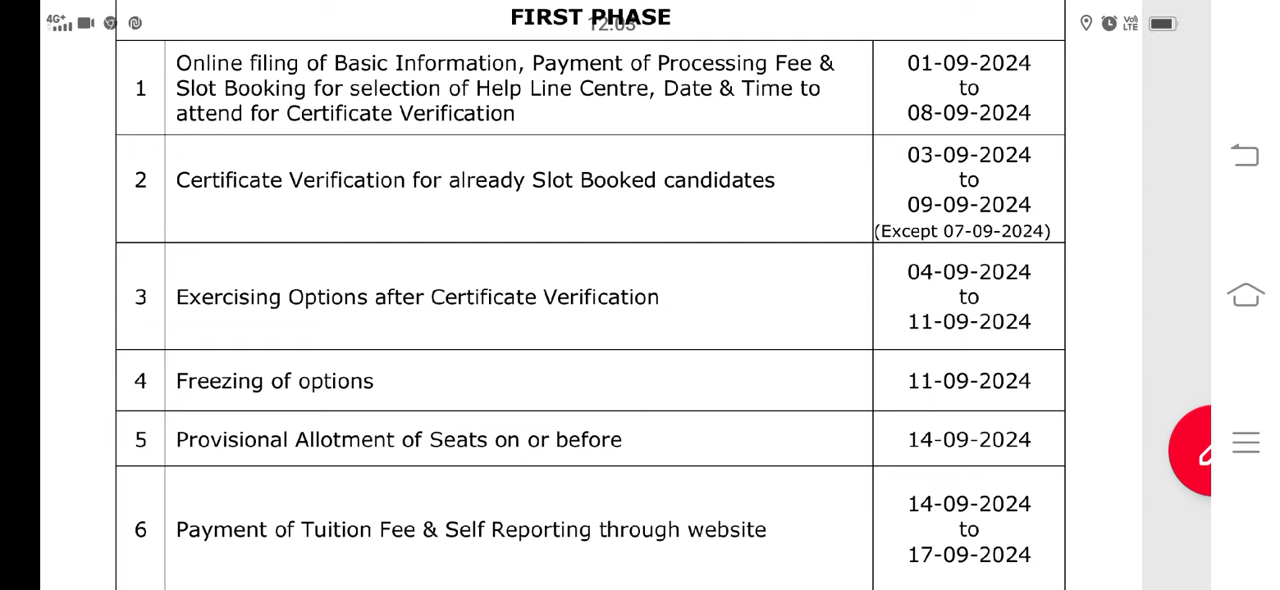 FIRST PHASE
4G+
12:03
Vo)
LTE
1
Online filing of Basic Information, Payment of Processing Fee &
Slot Booking for selection of Help Line Centre, Date & Time to
attend for Certificate Verification
01-09-2024
to
08-09-2024
2
Certificate Verification for already Slot Booked candidates
03-09-2024
to
09-09-2024
(Except 07-09-2024)
3
Exercising Options after Certificate Verification
04-09-2024
to
11-09-2024
4
Freezing of options
11-09-2024
5
Provisional Allotment of Seats on or before
14-09-2024
6
Payment of Tuition Fee & Self Reporting through website
14-09-2024
to
17-09-2024